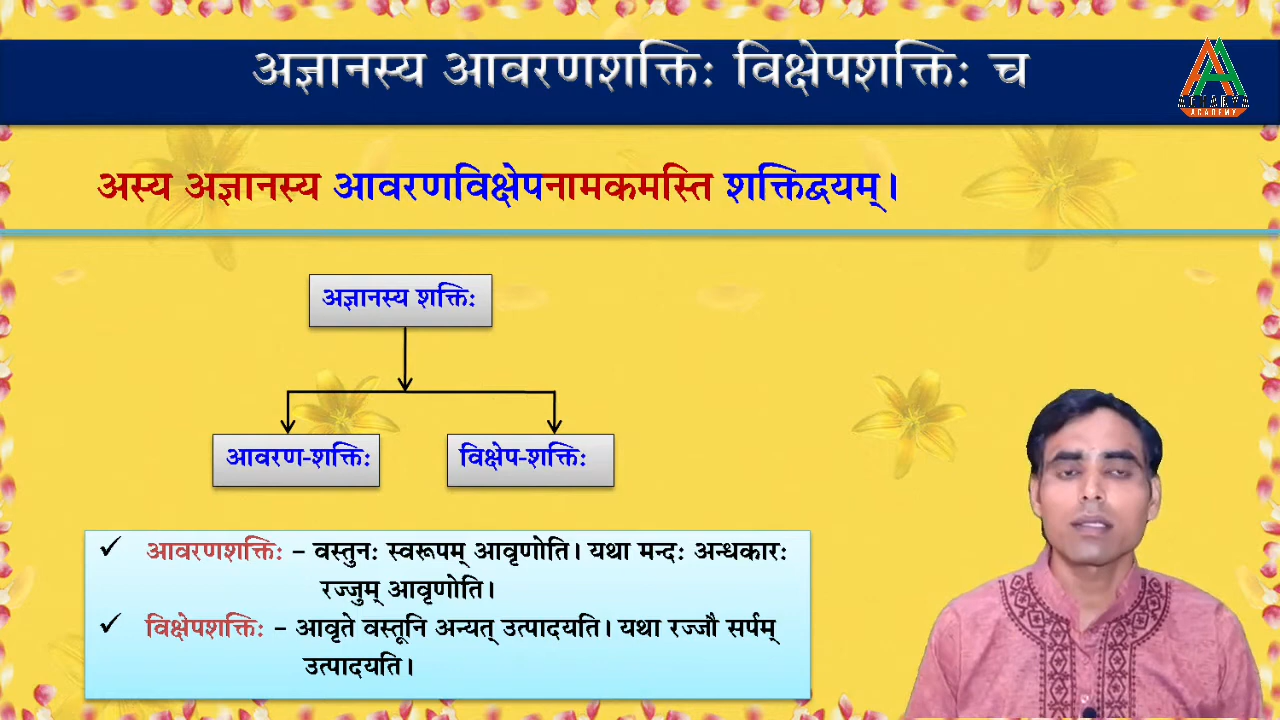 अज्ञानस्य आवरणशक्तिः विक्षेपशक्तिः च
अस्य अज्ञानस्य आवरणविक्षेपनामकमस्ति शक्तिद्वयम्।
अज्ञानस्य शक्तिः
आवरण-शक्तिः
विक्षेप-शक्तिः
आवरणशक्तिः – वस्तुनः स्वरूपम् आवृणोति। यथा मन्दः अन्धकारः
रज्जुम् आवृणोति।
विक्षेपशक्तिः – आवृते वस्तूनि अन्यत् उत्पादयति। यथा रज्जौ सर्पम्
उत्पादयति।
ACADEMY